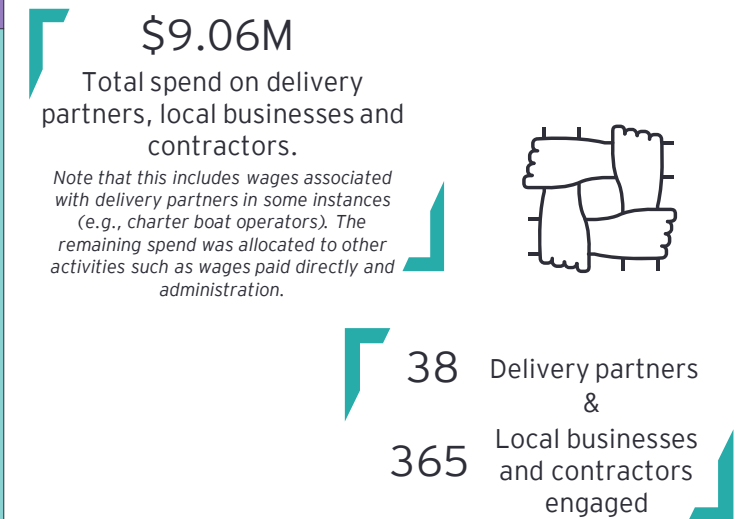 $9.06M
Total spend on delivery
partners, local businesses and
contractors.
Note that this includes wages associated
with delivery partners in some instances
(e.g., charter boat operators). The
remaining spend was allocated to other
activities such as wages paid directly and
administration.
38 Delivery partners
&
365 Local businesses
and contractors
engaged